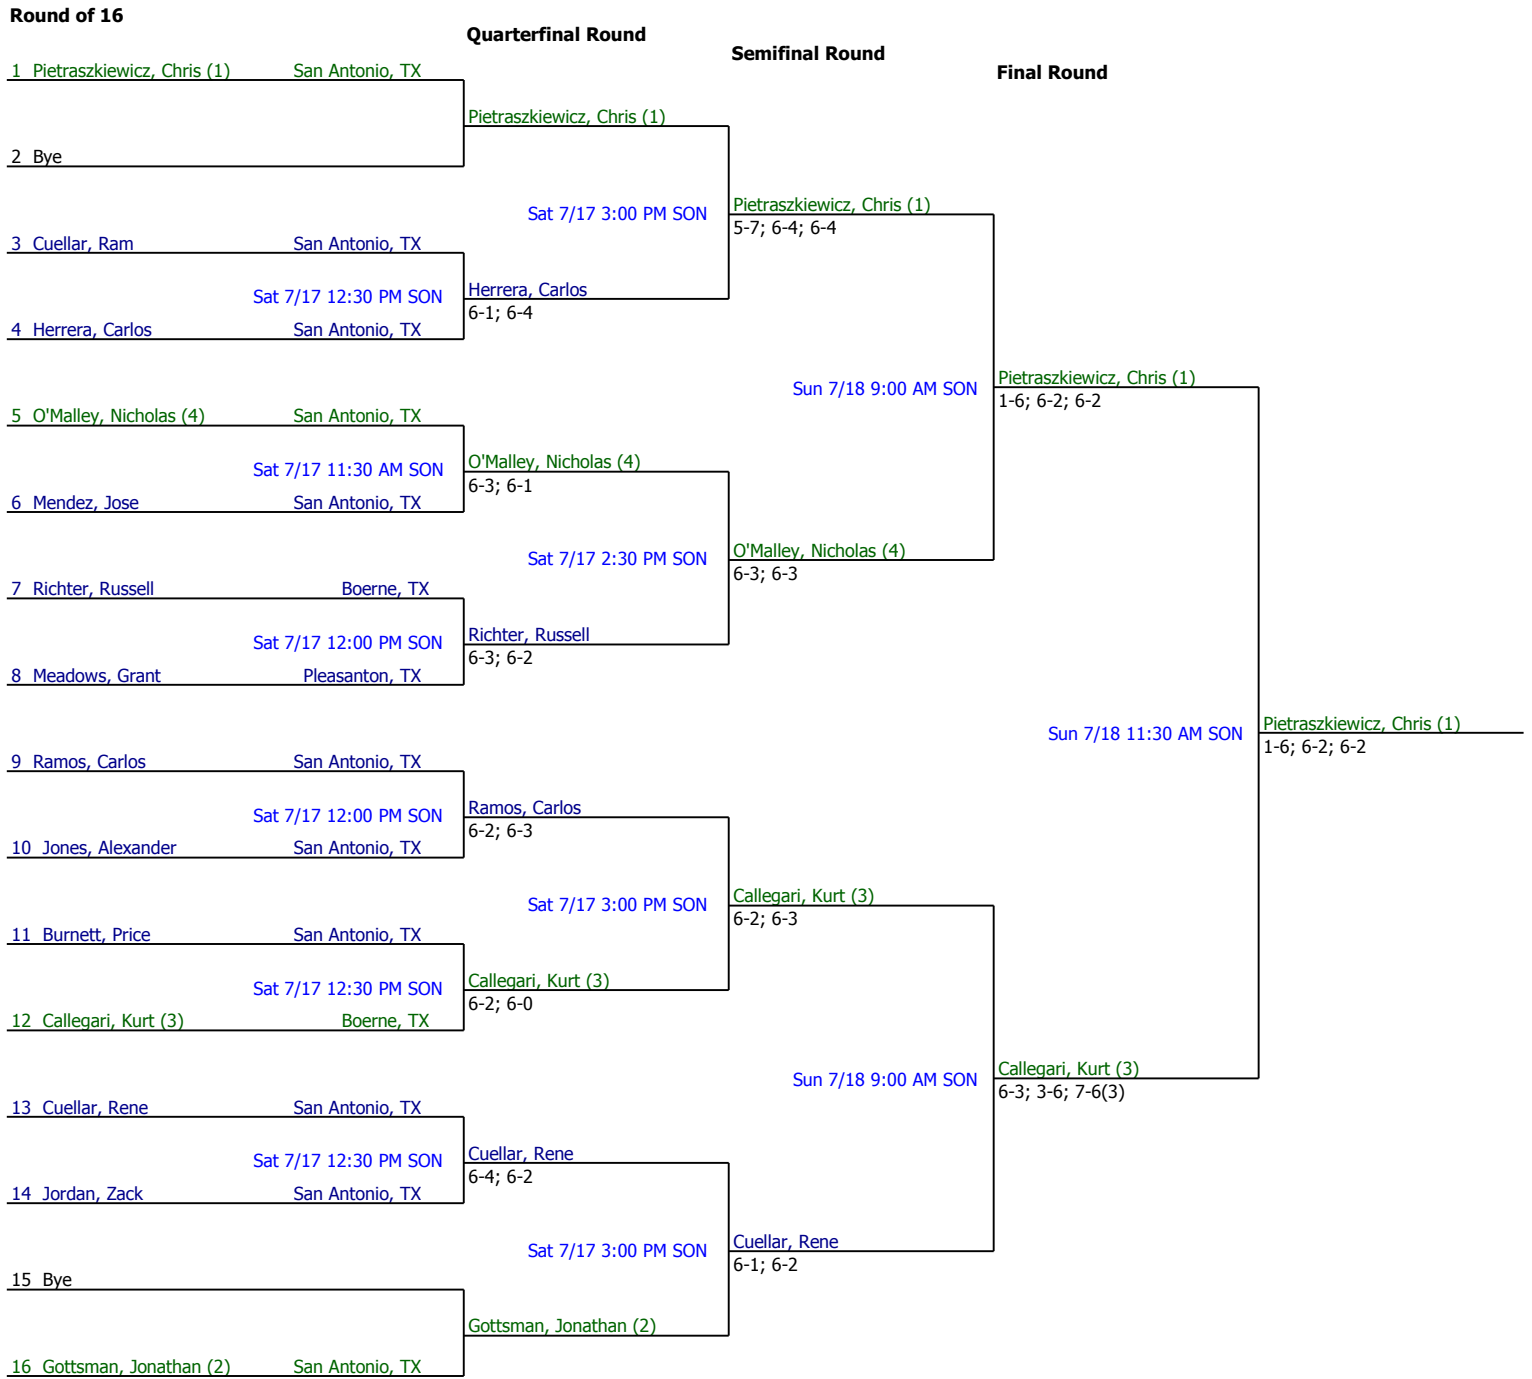 Round of 16
Quarterfinal Round
Semifinal Round
Final Round
1 Pietraszkiewicz, Chris (1) San Antonio, TX
Pietraszkiewicz, Chris (1)
2 Bye
Sat 7/17 3:00 PM SON
Pietraszkiewicz, Chris (1)
5-7; 6-4; 6-4
3 Cuellar, Ram San Antonio, TX
Sat 7/17 12:30 PM SON
Herrera, Carlos
6-1; 6-4
4 Herrera, Carlos San Antonio, TX
Sun 7/18 9:00 AM SON
Pietraszkiewicz, Chris (1)
1-6; 6-2; 6-2
5 O'Malley, Nicholas (4) San Antonio, TX
Sat 7/17 11:30 AM SON
O'Malley, Nicholas (4)
6-3; 6-1
6 Mendez, Jose San Antonio, TX
Sat 7/17 2:30 PM SON
O'Malley, Nicholas (4)
6-3; 6-3
7 Richter, Russell Boerne, TX
Sat 7/17 12:00 PM SON
Richter, Russell
6-3; 6-2
8 Meadows, Grant Pleasanton, TX
Sun 7/18 11:30 AM SON
Pietraszkiewicz, Chris (1)
1-6; 6-2; 6-2
9 Ramos, Carlos San Antonio, TX
Sat 7/17 12:00 PM SON
Ramos, Carlos
6-2; 6-3
10 Jones, Alexander San Antonio, TX
Sat 7/17 3:00 PM SON
Callegari, Kurt (3)
6-2; 6-3
11 Burnett, Price San Antonio, TX
Sat 7/17 12:30 PM SON
Callegari, Kurt (3)
6-2; 6-0
12 Callegari, Kurt (3) Boerne, TX
Sun 7/18 9:00 AM SON
Callegari, Kurt (3)
6-3; 3-6; 7-6(3)
13 Cuellar, Rene San Antonio, TX
Sat 7/17 12:30 PM SON
Cuellar, Rene
6-4; 6-2
14 Jordan, Zack San Antonio, TX
Sat 7/17 3:00 PM SON
Cuellar, Rene
6-1; 6-2
15 Bye
Gottsman, Jonathan (2)
16 Gottsman, Jonathan (2) San Antonio, TX